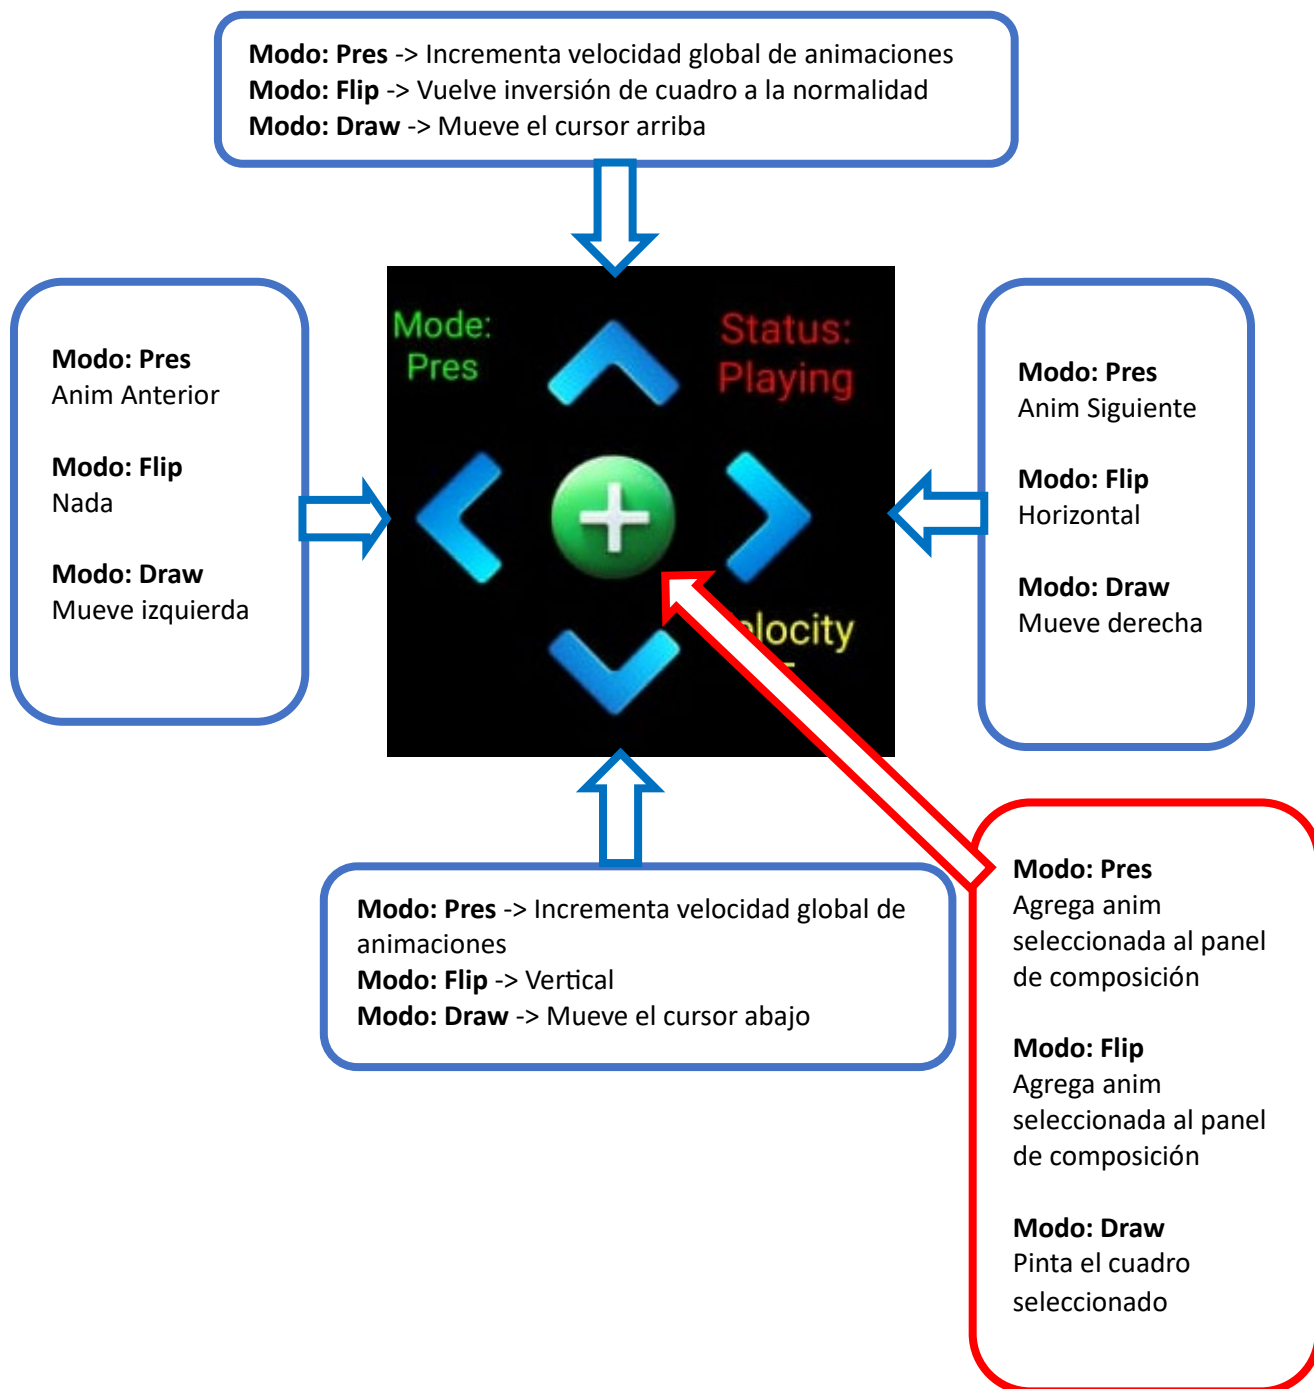 Modo: Pres -> Incrementa velocidad global de animaciones
Modo: Flip -> Vuelve inversión de cuadro a la normalidad
Modo: Draw -> Mueve el cursor arriba
Modo: Pres
Anim Anterior
Modo: Flip
Nada
Modo: Draw
Mueve izquierda
Mode:
Pres
Status:
Playing
Modo: Pres
Anim Siguiente
Modo: Flip
Horizontal
Modo: Draw
Mueve derecha
Modo: Pres -> Incrementa velocidad global de
animaciones
Modo: Flip -> Vertical
Modo: Draw -> Mueve el cursor abajo
Modo: Pres
Agrega anim
seleccionada al panel
de composición
Modo: Flip
Agrega anim
seleccionada al panel
de composición
Modo: Draw
Pinta el cuadro
seleccionado